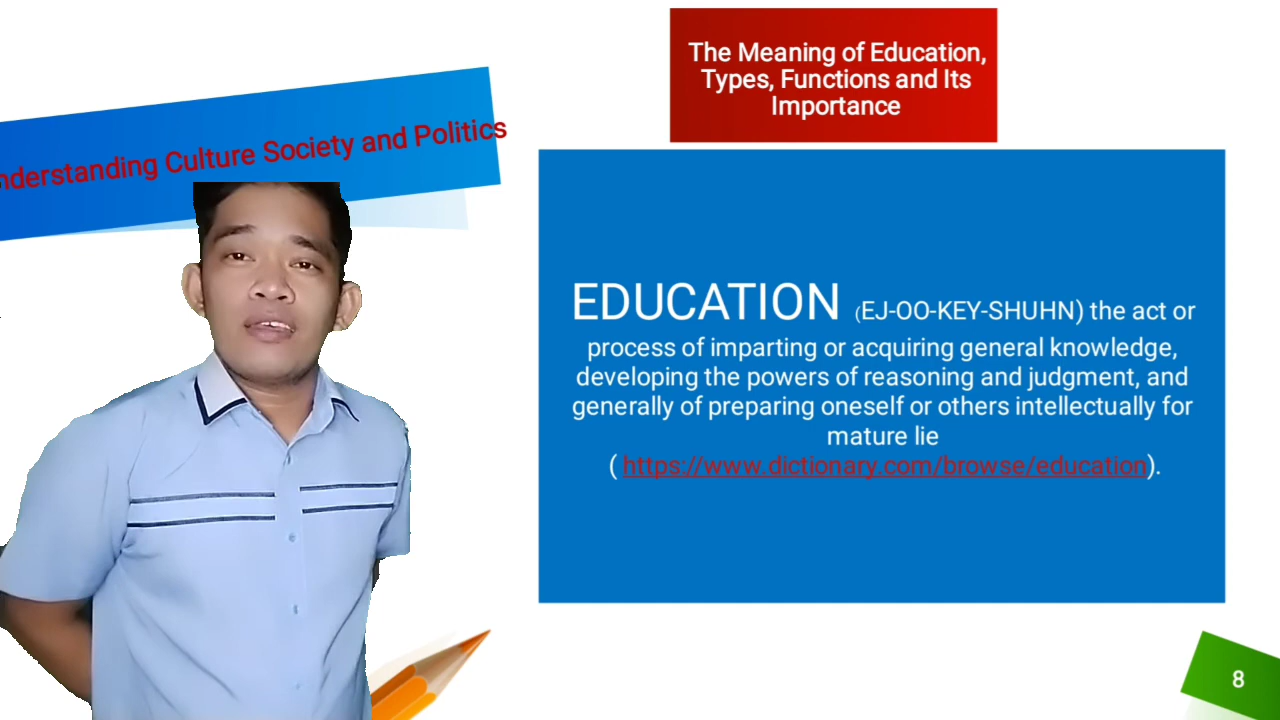 The Meaning of Education,
Types, Functions and Its
Importance
nderstanding Culture Society and Politics
EDUCATION (EJ-OO-KEY-SHUHN) the act or
process of imparting or acquiring general knowledge,
developing the powers of reasoning and judgment, and
generally of preparing oneself or others intellectually for
mature lie
( https://www.dictionary.com/browse/education).
8